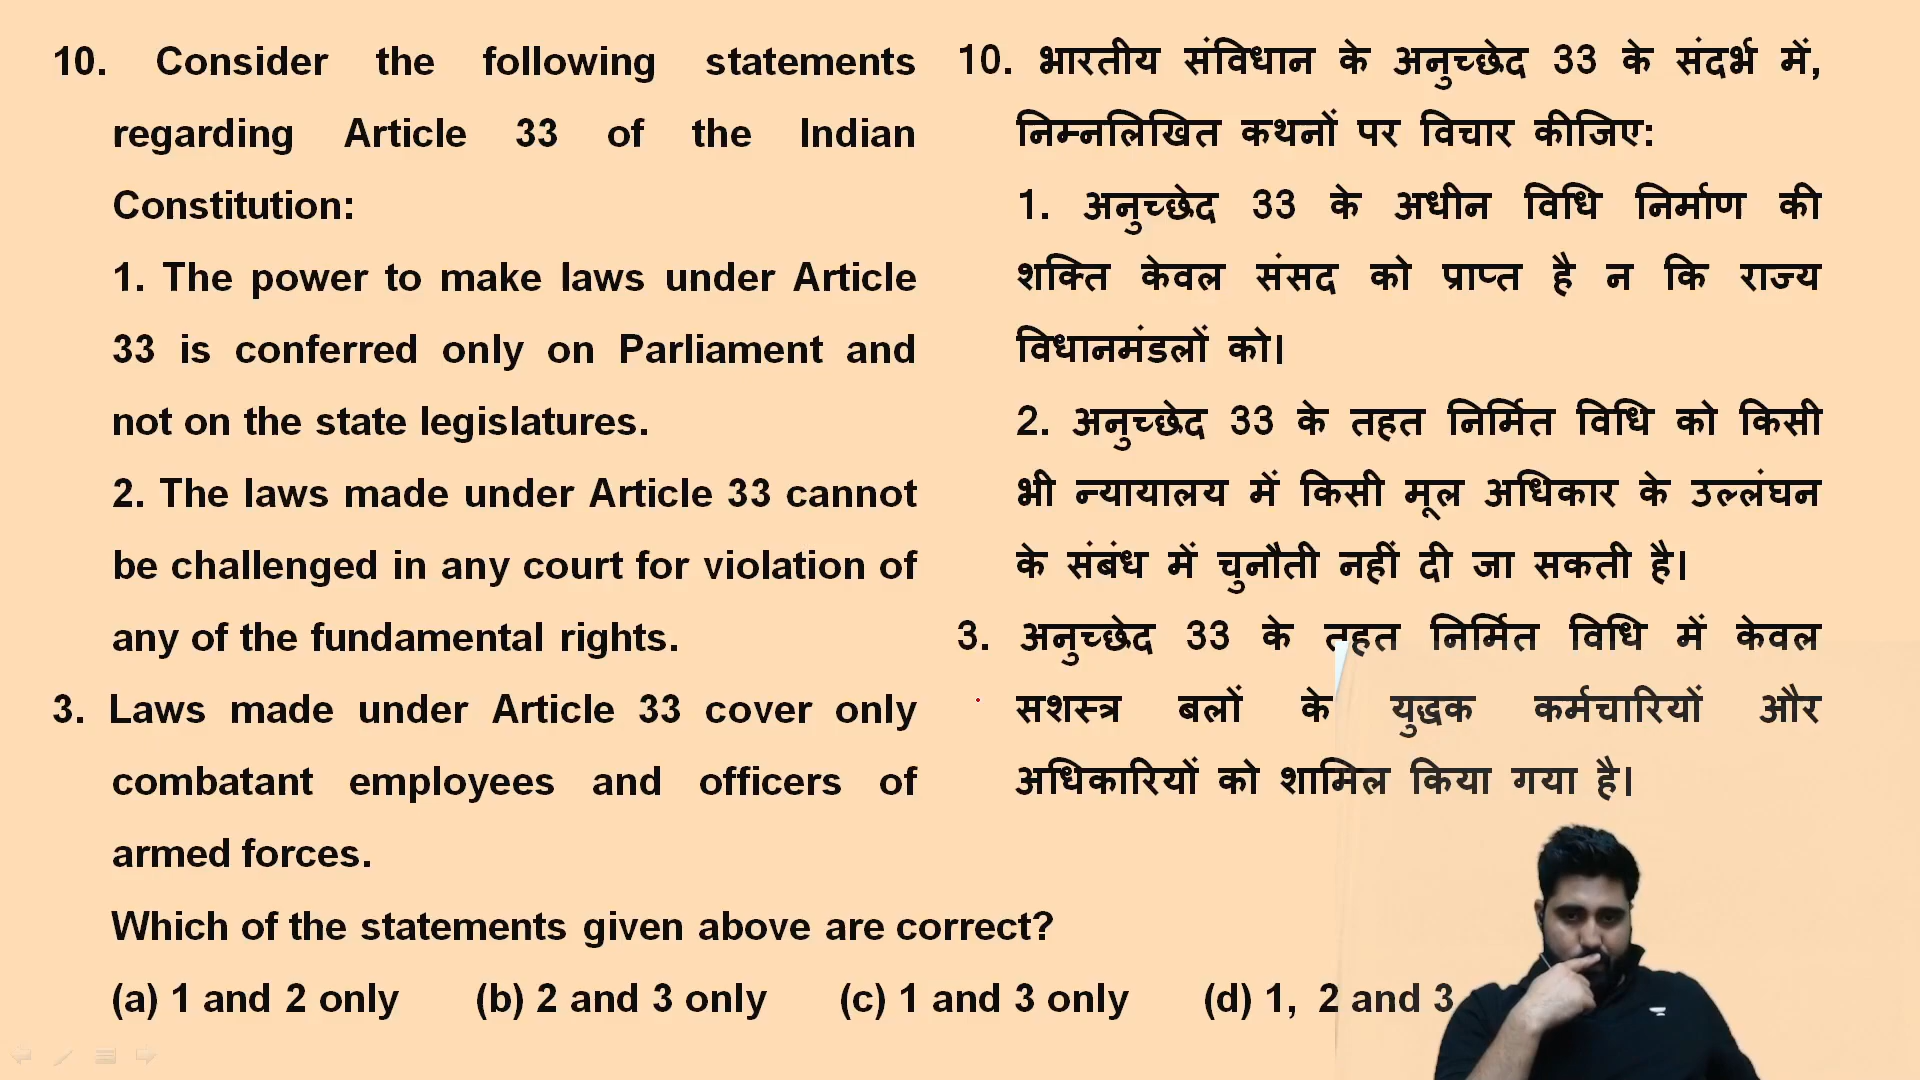 10. Consider the following statements
regarding Article 33 of the Indian
Constitution:
1. The power to make laws under Article
33 is conferred only on Parliament and
not on the state legislatures.
2. The laws made under Article 33 cannot
be challenged in any court for violation of
any of the fundamental rights.
3. Laws made under Article 33 cover only
combatant employees and officers of
armed forces.
Which of the statements given above are correct?
(a) 1 and 2 only (b) 2 and 3 only (c) 1 and 3 only (d) 1, 2 and 3
10. भारतीय संविधान के अनुच्छेद 33 के संदर्भ में,
निम्नलिखित कथनों पर विचार कीजिए:
1. अनुच्छेद 33 के अधीन विधि निर्माण की
शक्ति केवल संसद को प्राप्त है न कि राज्य
विधानमंडलों को।
2. अनुच्छेद 33 के तहत निर्मित विधि को किसी
भी न्यायालय में किसी मूल अधिकार के उल्लंघन
के संबंध में चुनौती नहीं दी जा सकती है।
3. अनुच्छेद 33 के तहत निर्मित विधि में केवल
सशस्त्र बलों के युद्धक कर्मचारियों और
अधिकारियों को शामिल किया गया है।